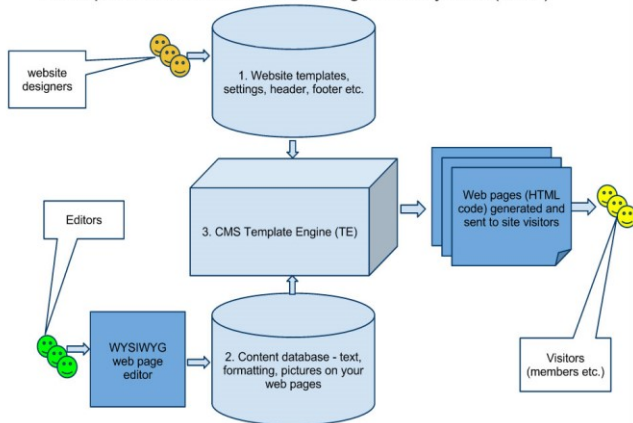 website
designers
1. Website templates,
settings, header, footer etc.
Editors
3. CMS Template Engine (TE)
Web pages (HTML
code) generated and
sent to site visitors
WYSIWYG
web page
editor
2. Content database - text,
formatting, pictures on your
web pages
Visitors
(members etc.)